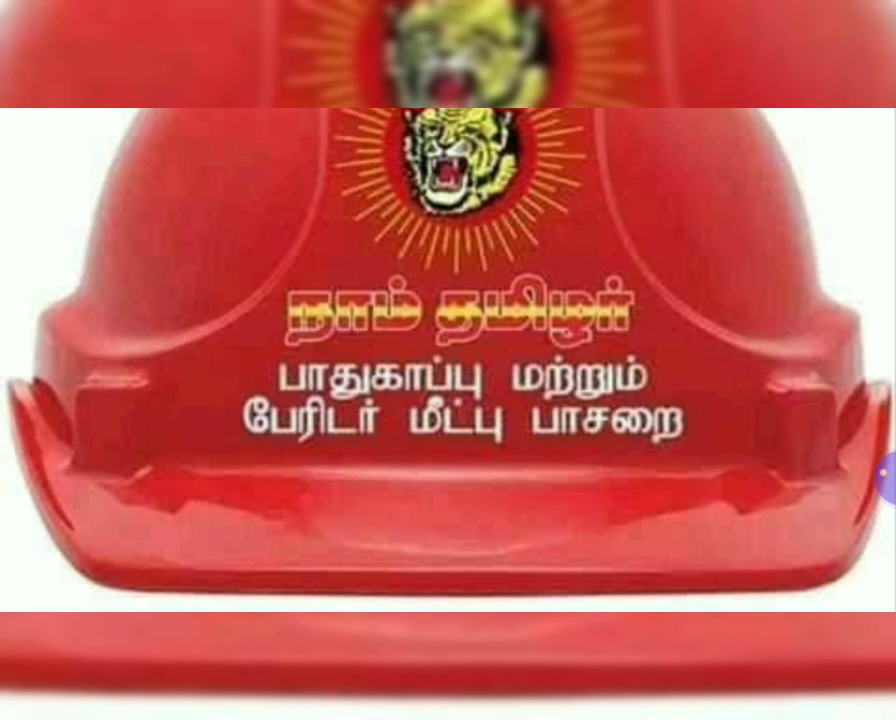 நாம் தமிழர்
பாதுகாப்பு மற்றும்
பேரிடர் மீட்பு பாசறை